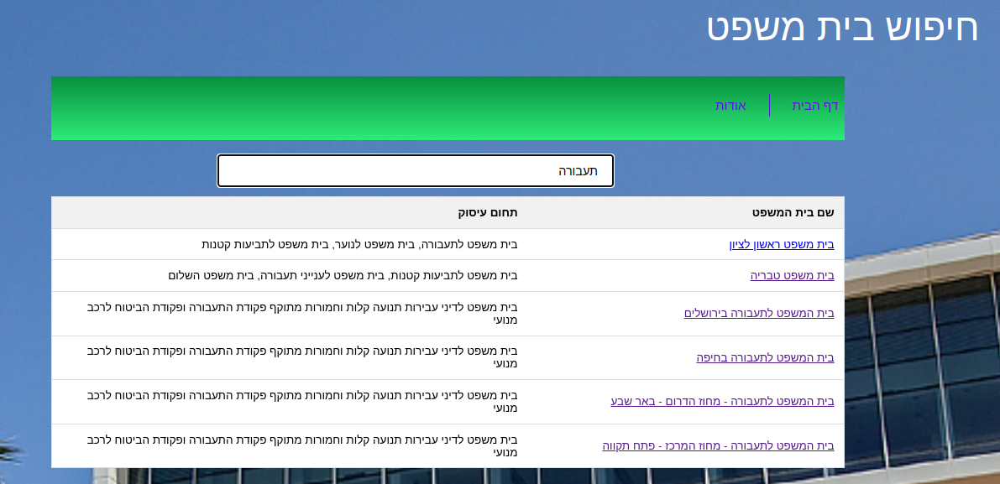 חיפוש בית משפט
דף הבית
אודות
תעבורה
שם בית המשפט
תחום עיסוק
בית משפט ראשון לציון
בית משפט לתעבורה, בית משפט לנוער, בית משפט לתביעות קטנות
בית משפט טבריה
בית משפט לתביעות קטנות, בית משפט לענייני תעבורה, בית משפט השלום
בית המשפט לתעבורה בירושלים
בית משפט לדיני עבירות תנועה קלות וחמורות מתוקף פקודת התעבורה ופקודת הביטוח לרכב
מנועי
בית המשפט לתעבורה בחיפה
בית משפט לדיני עבירות תנועה קלות וחמורות מתוקף פקודת התעבורה ופקודת הביטוח לרכב
מנועי
בית המשפט לתעבורה - מחוז הדרום - באר שבע
בית משפט לדיני עבירות תנועה קלות וחמורות מתוקף פקודת התעבורה ופקודת הביטוח לרכב
מנועי
בית המשפט לתעבורה - מחוז המרכז - פתח תקווה
בית משפט לדיני עבירות תנועה קלות וחמורות מתוקף פקודת התעבורה ופקודת הביטוח לרכב
מנועי